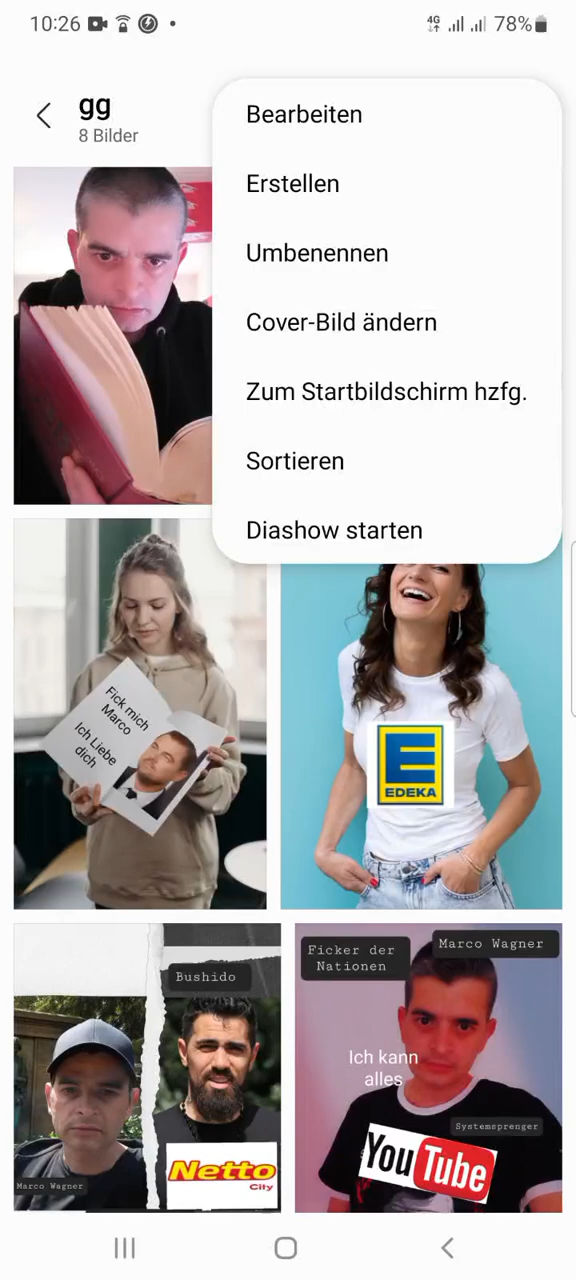 10:26
4G
78%
gg
8 Bilder
Bearbeiten
Erstellen
Umbenennen
Cover-Bild ändern
Zum Startbildschirm hzfg.
Sortieren
Diashow starten
Fick mich
Marco
Ich Liebe
dich
E
EDEKA
Bushido
Marco Wagner
Netto
City
Ficker der
Nationen
Marco Wagner
Ich kann
alles
Systemsprenger
YouTube